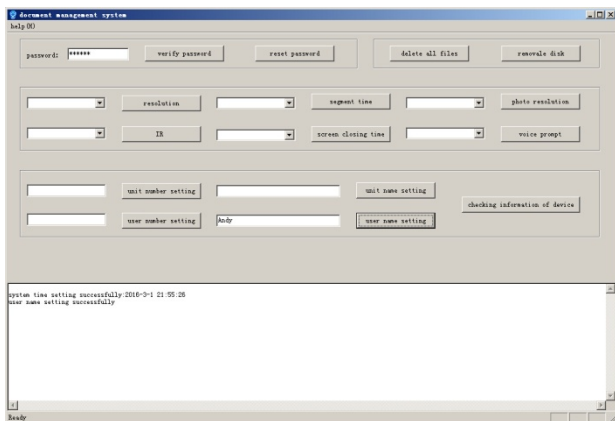 document management system
help(H)
password: ****** verify password reset password delete all files removale disk
resolution segment time photo resolution
IR screen closing time voice prompt
unit number setting unit name setting
checking information of device
user number setting Andy user name setting
system time setting successfully:2016-3-1 21:55:26
user name setting successfully
Ready